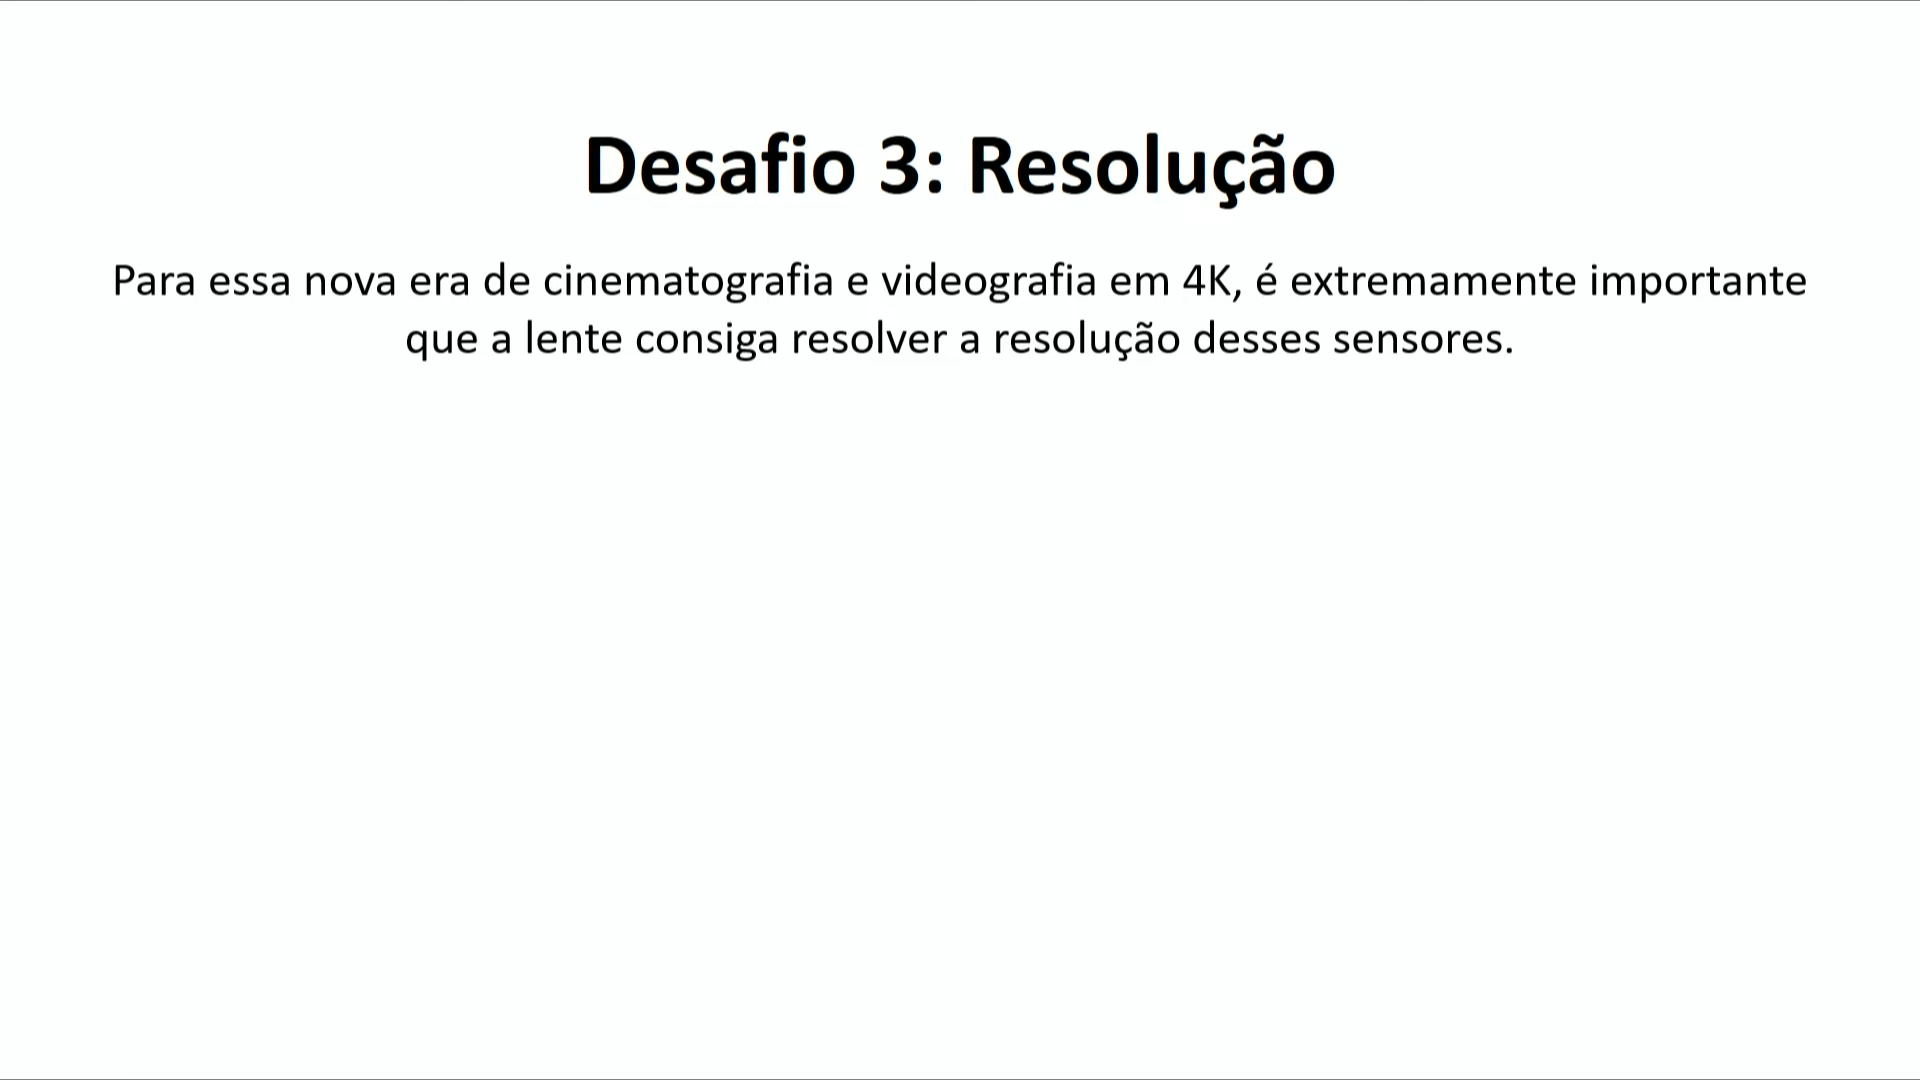 Desafio 3: Resolução
Para essa nova era de cinematografia e videografia em 4K, é extremamente importante
que a lente consiga resolver a resolução desses sensores.